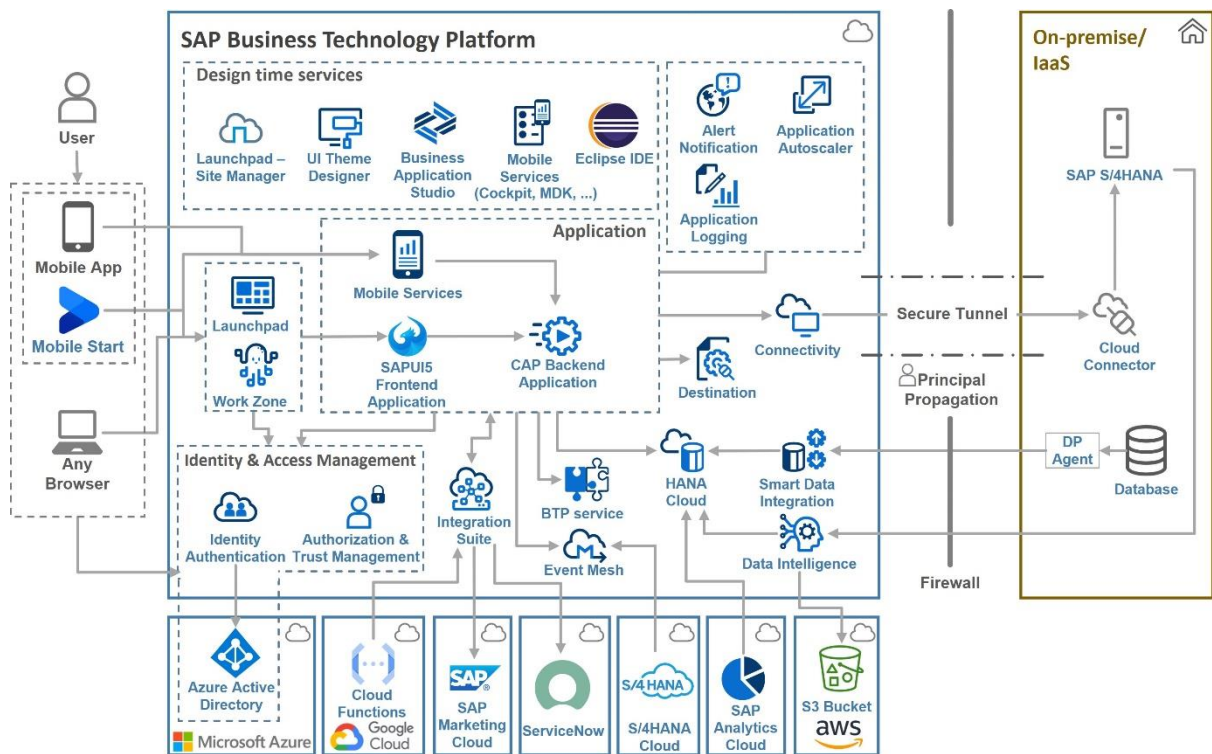 SAP Business Technology Platform
On-premise/
IaaS
Design time services
User
Launchpad –
Site Manager
UI Theme
Designer
Business
Application
Studio
Mobile
Services
(Cockpit, MDK, ...)
Eclipse IDE
Alert
Notification
Application
Autoscaler
Application
Logging
SAP S/4HANA
Mobile App
Mobile Start
Any
Browser
Launchpad
Work Zone
Application
Mobile Services
SAPUI5
Frontend
Application
CAP Backend
Application
Connectivity
Destination
Secure Tunnel
Principal
Propagation
Cloud
Connector
Identity & Access Management
Identity
Authentication
Authorization &
Trust Management
Integration
Suite
BTP service
M
Event Mesh
HANA
Cloud
Smart Data
Integration
Data Intelligence
DP
Agent
Database
Firewall
Azure Active
Directory
Microsoft Azure
Cloud
Functions
Google
Cloud
SAP
SAP
Marketing
Cloud
ServiceNow
S/4HANA
S/4HANA
Cloud
SAP
Analytics
Cloud
S3 Bucket
aws